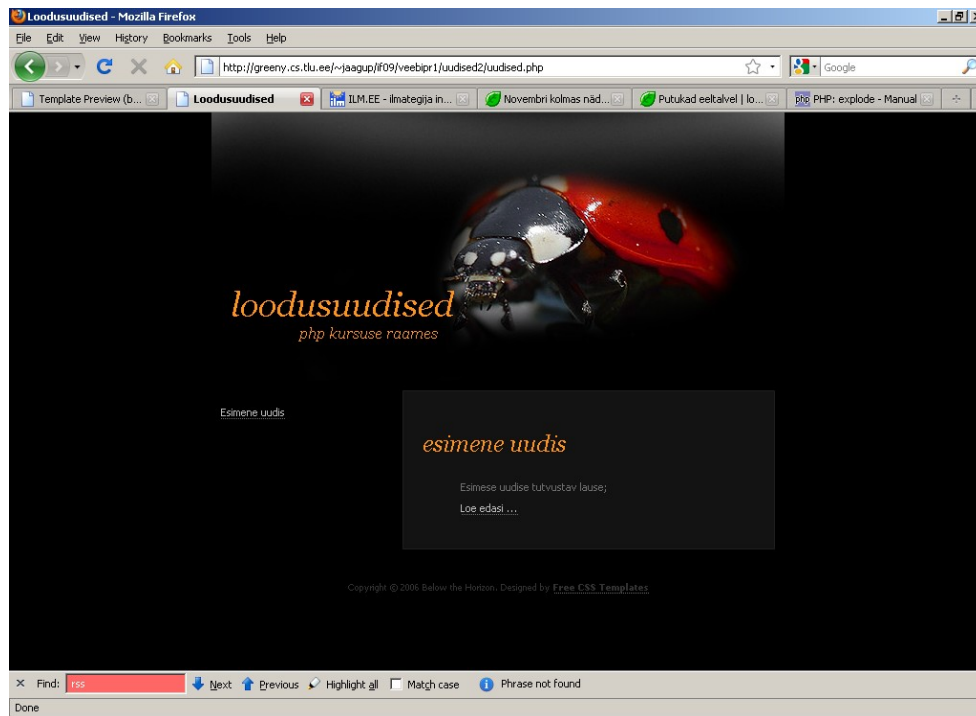 Loodusuudised - Mozilla Firefox
File Edit View History Bookmarks Tools Help
http://greeny.cs.tlu.ee/~jaagup/if09/veebipr1/uudised2/uudised.php Google
Template Preview (b... Loodusuudised ILM.EE - ilmategija in... Novembri kolmas näd... Putukad eeltalvel | lo... php PHP: explode - Manual
loodusuudised
php kursuse raames
Esimene uudis
esimene uudis
Esimese uudise tutvustav lause;
Loe edasi ...
Copyright © 2006 Below the Horizon. Designed by Free CSS Templates
Find: rss Next Previous Highlight all Match case Phrase not found
Done